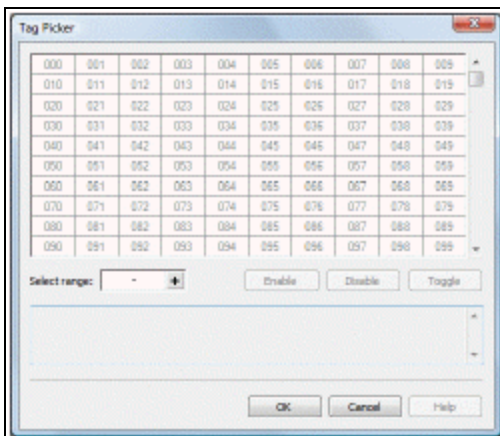 Tag Picker
000 001 002 003 004 005 006 007 008 009
010 011 012 013 014 015 016 017 018 019
020 021 022 023 024 025 026 027 028 029
030 031 032 033 034 035 036 037 038 039
040 041 042 043 044 045 046 047 048 049
050 051 052 053 054 055 056 057 058 059
060 061 062 063 064 065 066 067 068 069
070 071 072 073 074 075 076 077 078 079
080 081 082 083 084 085 086 087 088 089
090 091 092 093 094 095 096 097 098 099
Select range: - + Enable Disable Toggle
OK Cancel Help